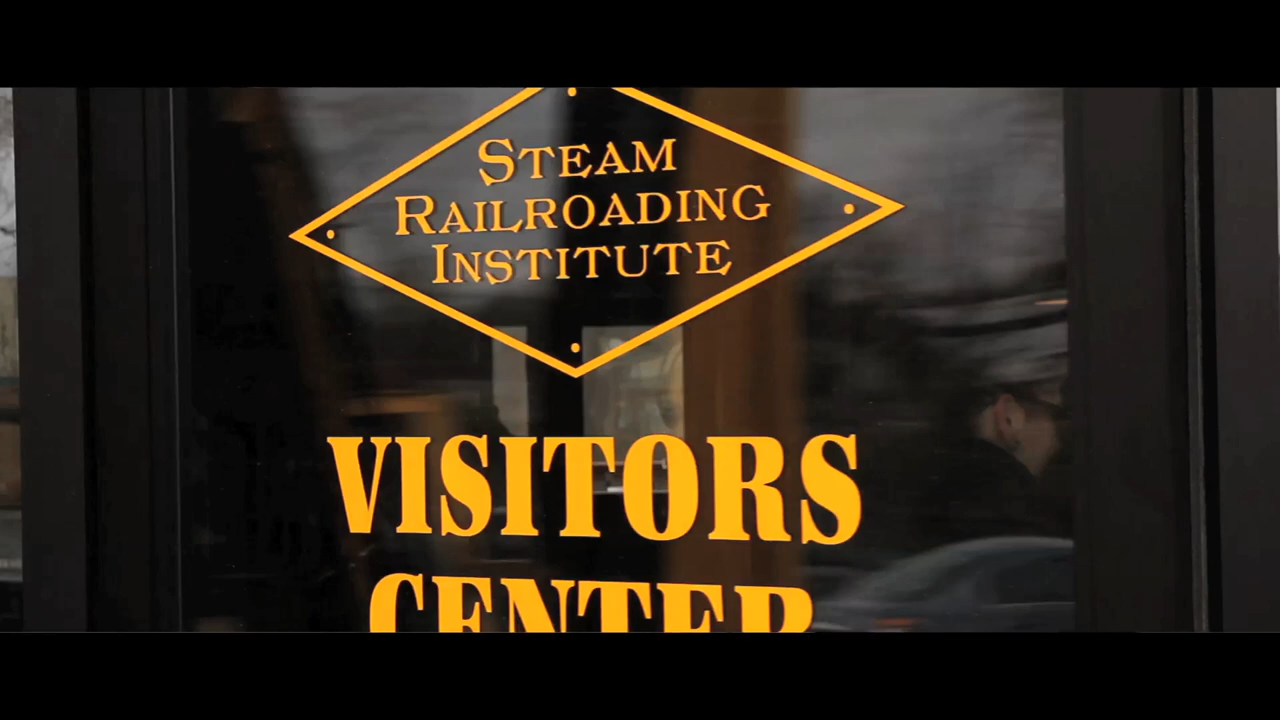 STEAM
RAILROADING
INSTITUTE
VISITORS
CENTER